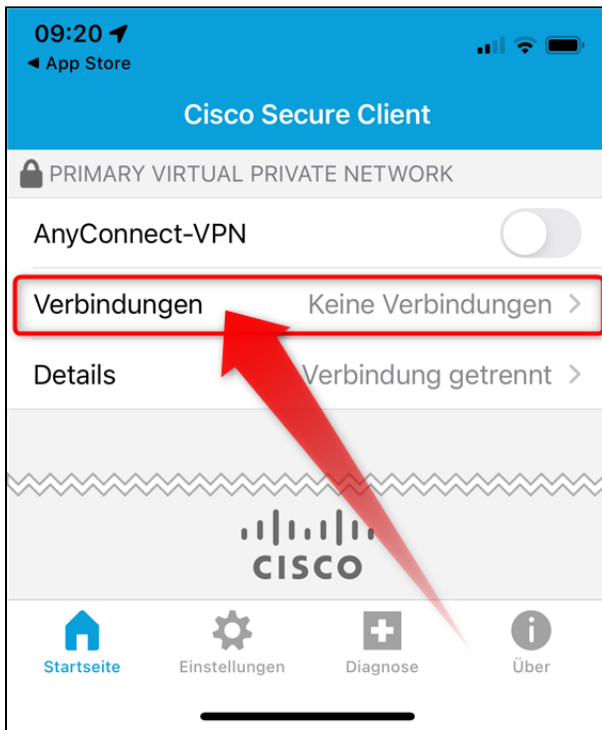 09:20
App Store
Cisco Secure Client
PRIMARY VIRTUAL PRIVATE NETWORK
AnyConnect-VPN
Verbindungen Keine Verbindungen
Details Verbindung getrennt
CISCO
Startseite Einstellungen Diagnose Über